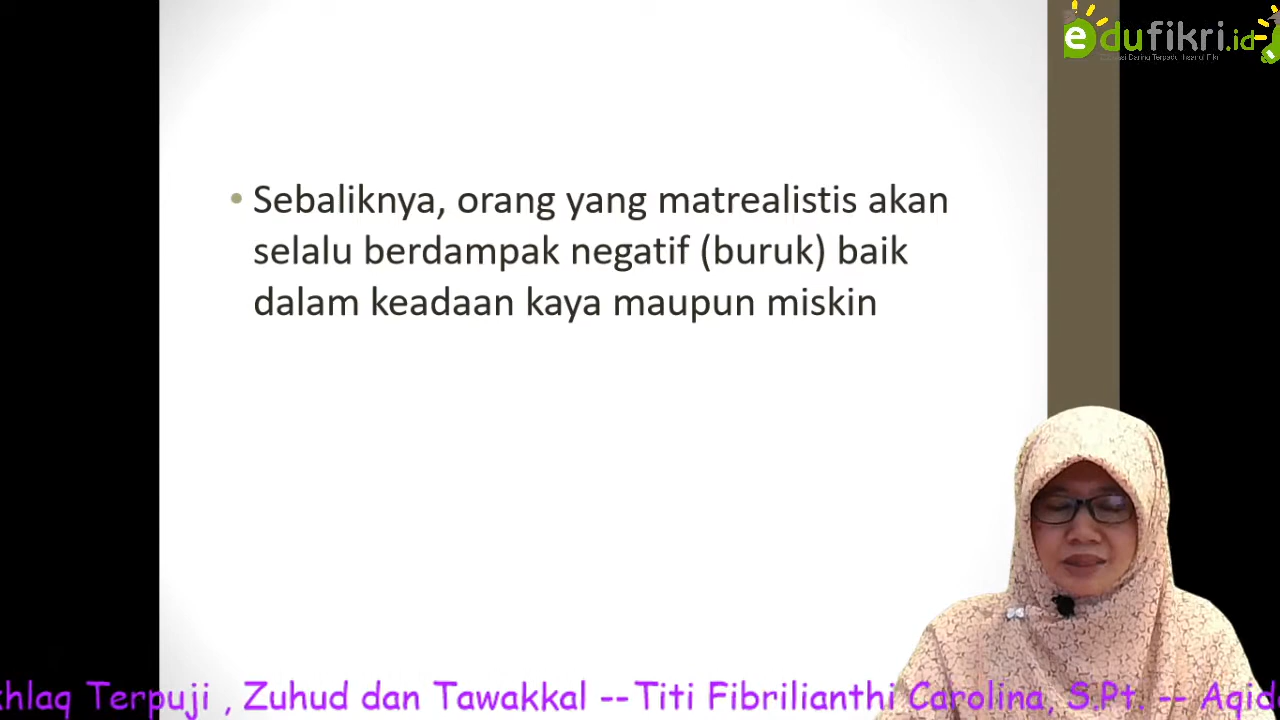 edufikri.id
• Sebaliknya, orang yang matrealistis akan
selalu berdampak negatif (buruk) baik
dalam keadaan kaya maupun miskin
khlaq Terpuji , Zuhud dan Tawakkal --Titi Fibrilianthi Carolina, S.Pt. -- Aqid